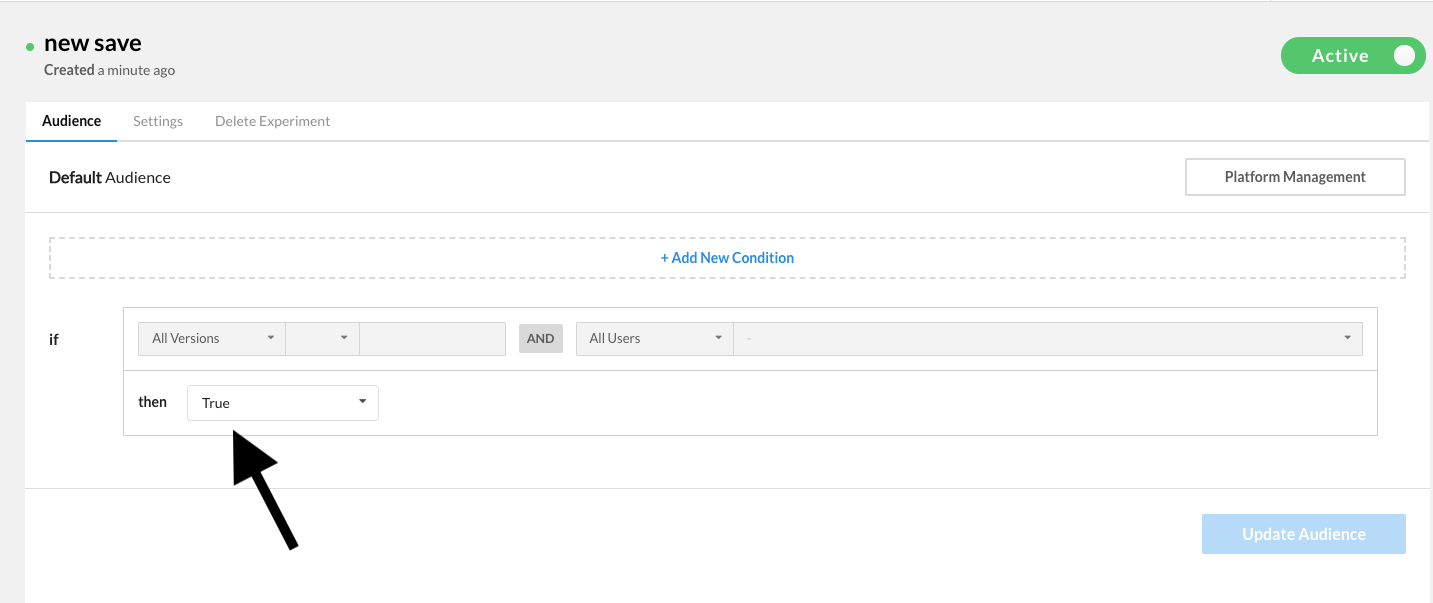 new save
Created a minute ago
Active
Audience Settings Delete Experiment
Default Audience
Platform Management
+ Add New Condition
if
All Versions
AND
All Users
-
then
True
Update Audience